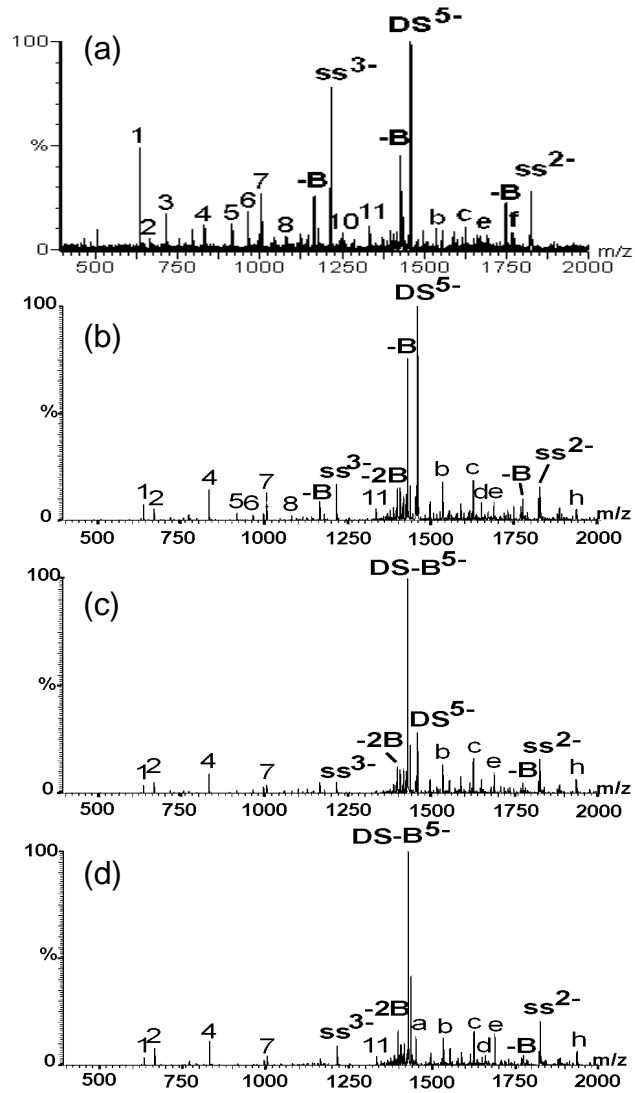 (a)
DS5-
100
ss3-
-B
1
%
ss2-
-B
-B
7
3
6
4
5
2
8
10
11
b
c
e
f
0
500 750 1000 1250 1500 1750 2000 m/z
(b)
100
DS5-
-B
%
ss3-
-2B
ss2-
-B
-B
1 2 4 5 6 7 8 11 b c d e h
0
500 750 1000 1250 1500 1750 2000 m/z
(c)
DS-B5-
100
%
DS5-
-2B
ss3-
ss2-
-B
1 2 4 7 b c e h
0
500 750 1000 1250 1500 1750 2000 m/z
(d)
DS-B5-
100
%
-2B
ss3-
ss2-
-B
1 2 4 7 11 a b c d e h
0
500 750 1000 1250 1500 1750 2000 m/z